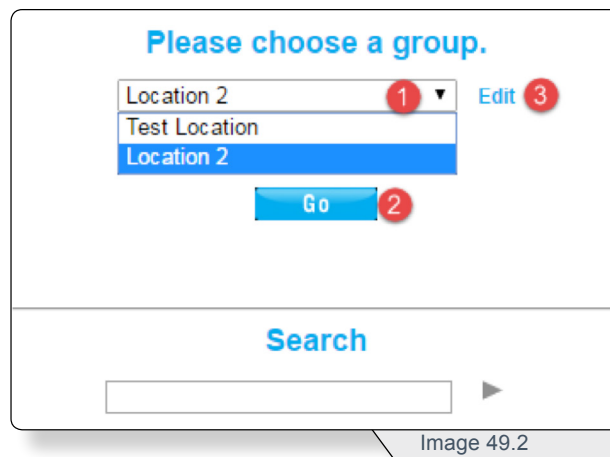 Please choose a group.
Location 2 1 ▼ Edit 3
Test Location
Location 2
Go 2
Search
Image 49.2